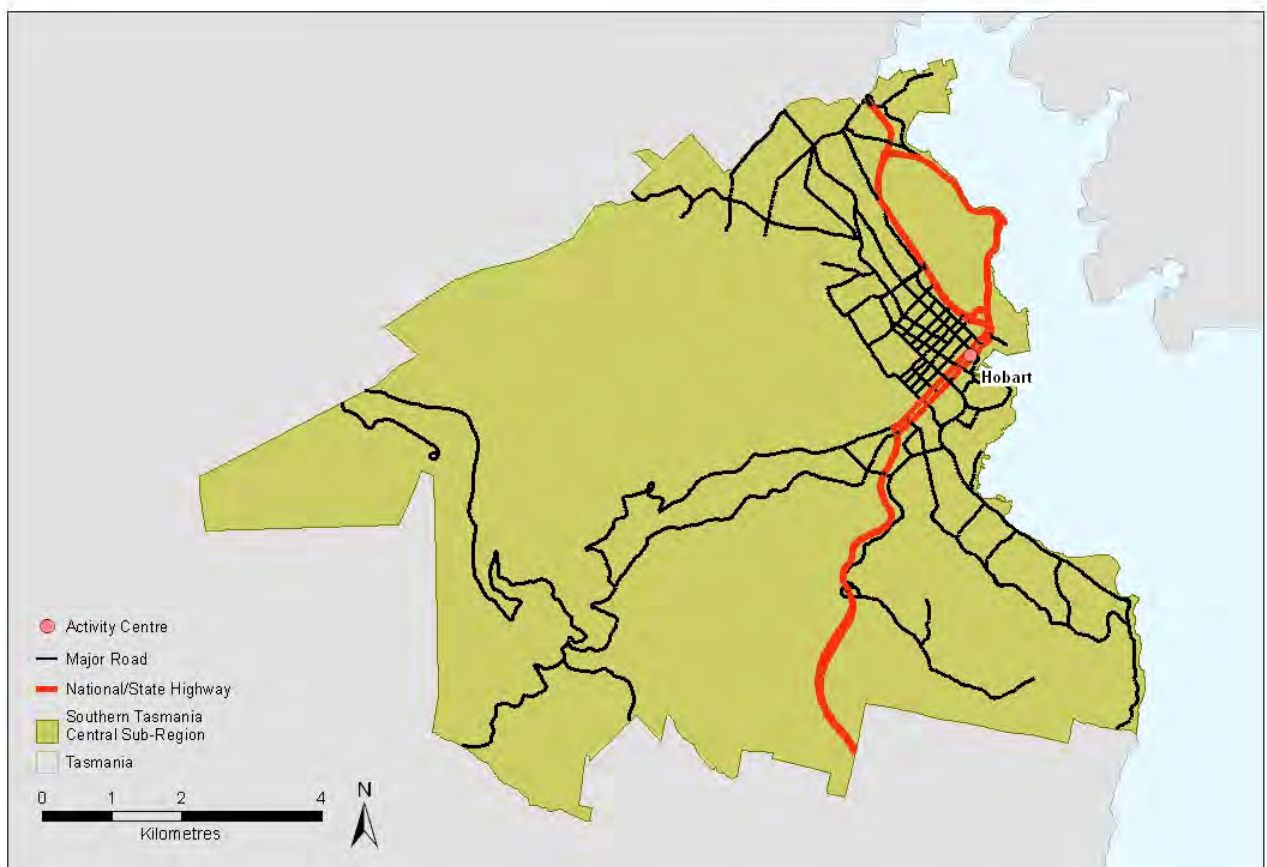 Hobart
Activity Centre
Major Road
National/State Highway
Southern Tasmania
Central Sub-Region
Tasmania
0 1 2 4
Kilometres
N